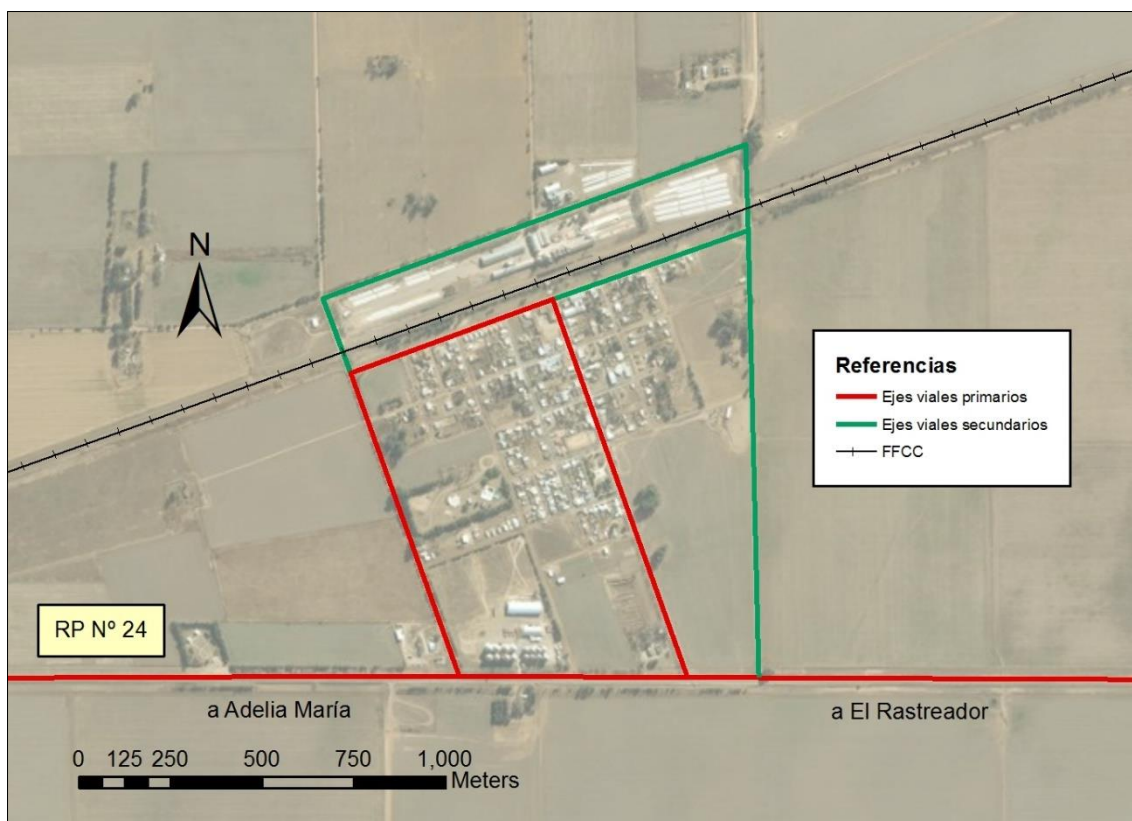 N
Referencias
Ejes viales primarios
Ejes viales secundarios
FFCC
RP Nº 24
a Adelia María
a El Rastreador
0 125 250 500 750 1,000
Meters